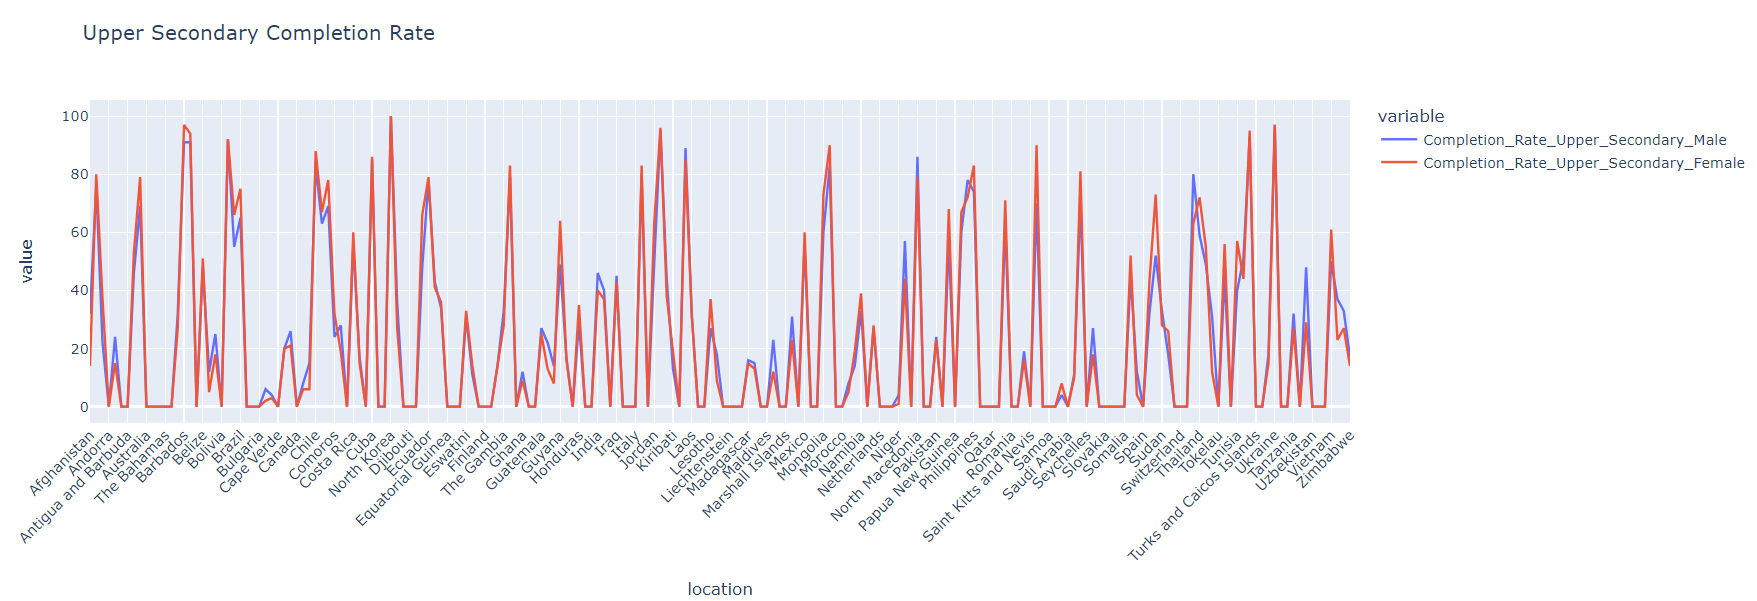 Upper Secondary Completion Rate
variable
Completion_Rate_Upper_Secondary_Male
Completion_Rate_Upper_Secondary_Female
value
100
80
60
40
20
0
Afghanistan
Andorra
Antigua and Barbuda
Australia
The Bahamas
Barbados
Belize
Bolivia
Brazil
Bulgaria
Cape Verde
Canada
Chile
Comoros
Costa Rica
Cuba
North Korea
Djibouti
Ecuador
Equatorial Guinea
Eswatini
Finland
The Gambia
Ghana
Guatemala
Guyana
Honduras
India
Iraq
Italy
Jordan
Kiribati
Laos
Lesotho
Liechtenstein
Madagascar
Maldives
Marshall Islands
Mexico
Mongolia
Morocco
Namibia
Netherlands
Niger
North Macedonia
Pakistan
Papua New Guinea
Philippines
Qatar
Romania
Saint Kitts and Nevis
Samoa
Saudi Arabia
Seychelles
Slovakia
Somalia
Spain
Sudan
Switzerland
Thailand
Tokelau
Tunisia
Turks and Caicos Islands
Ukraine
Tanzania
Uzbekistan
Vietnam
Zimbabwe
location